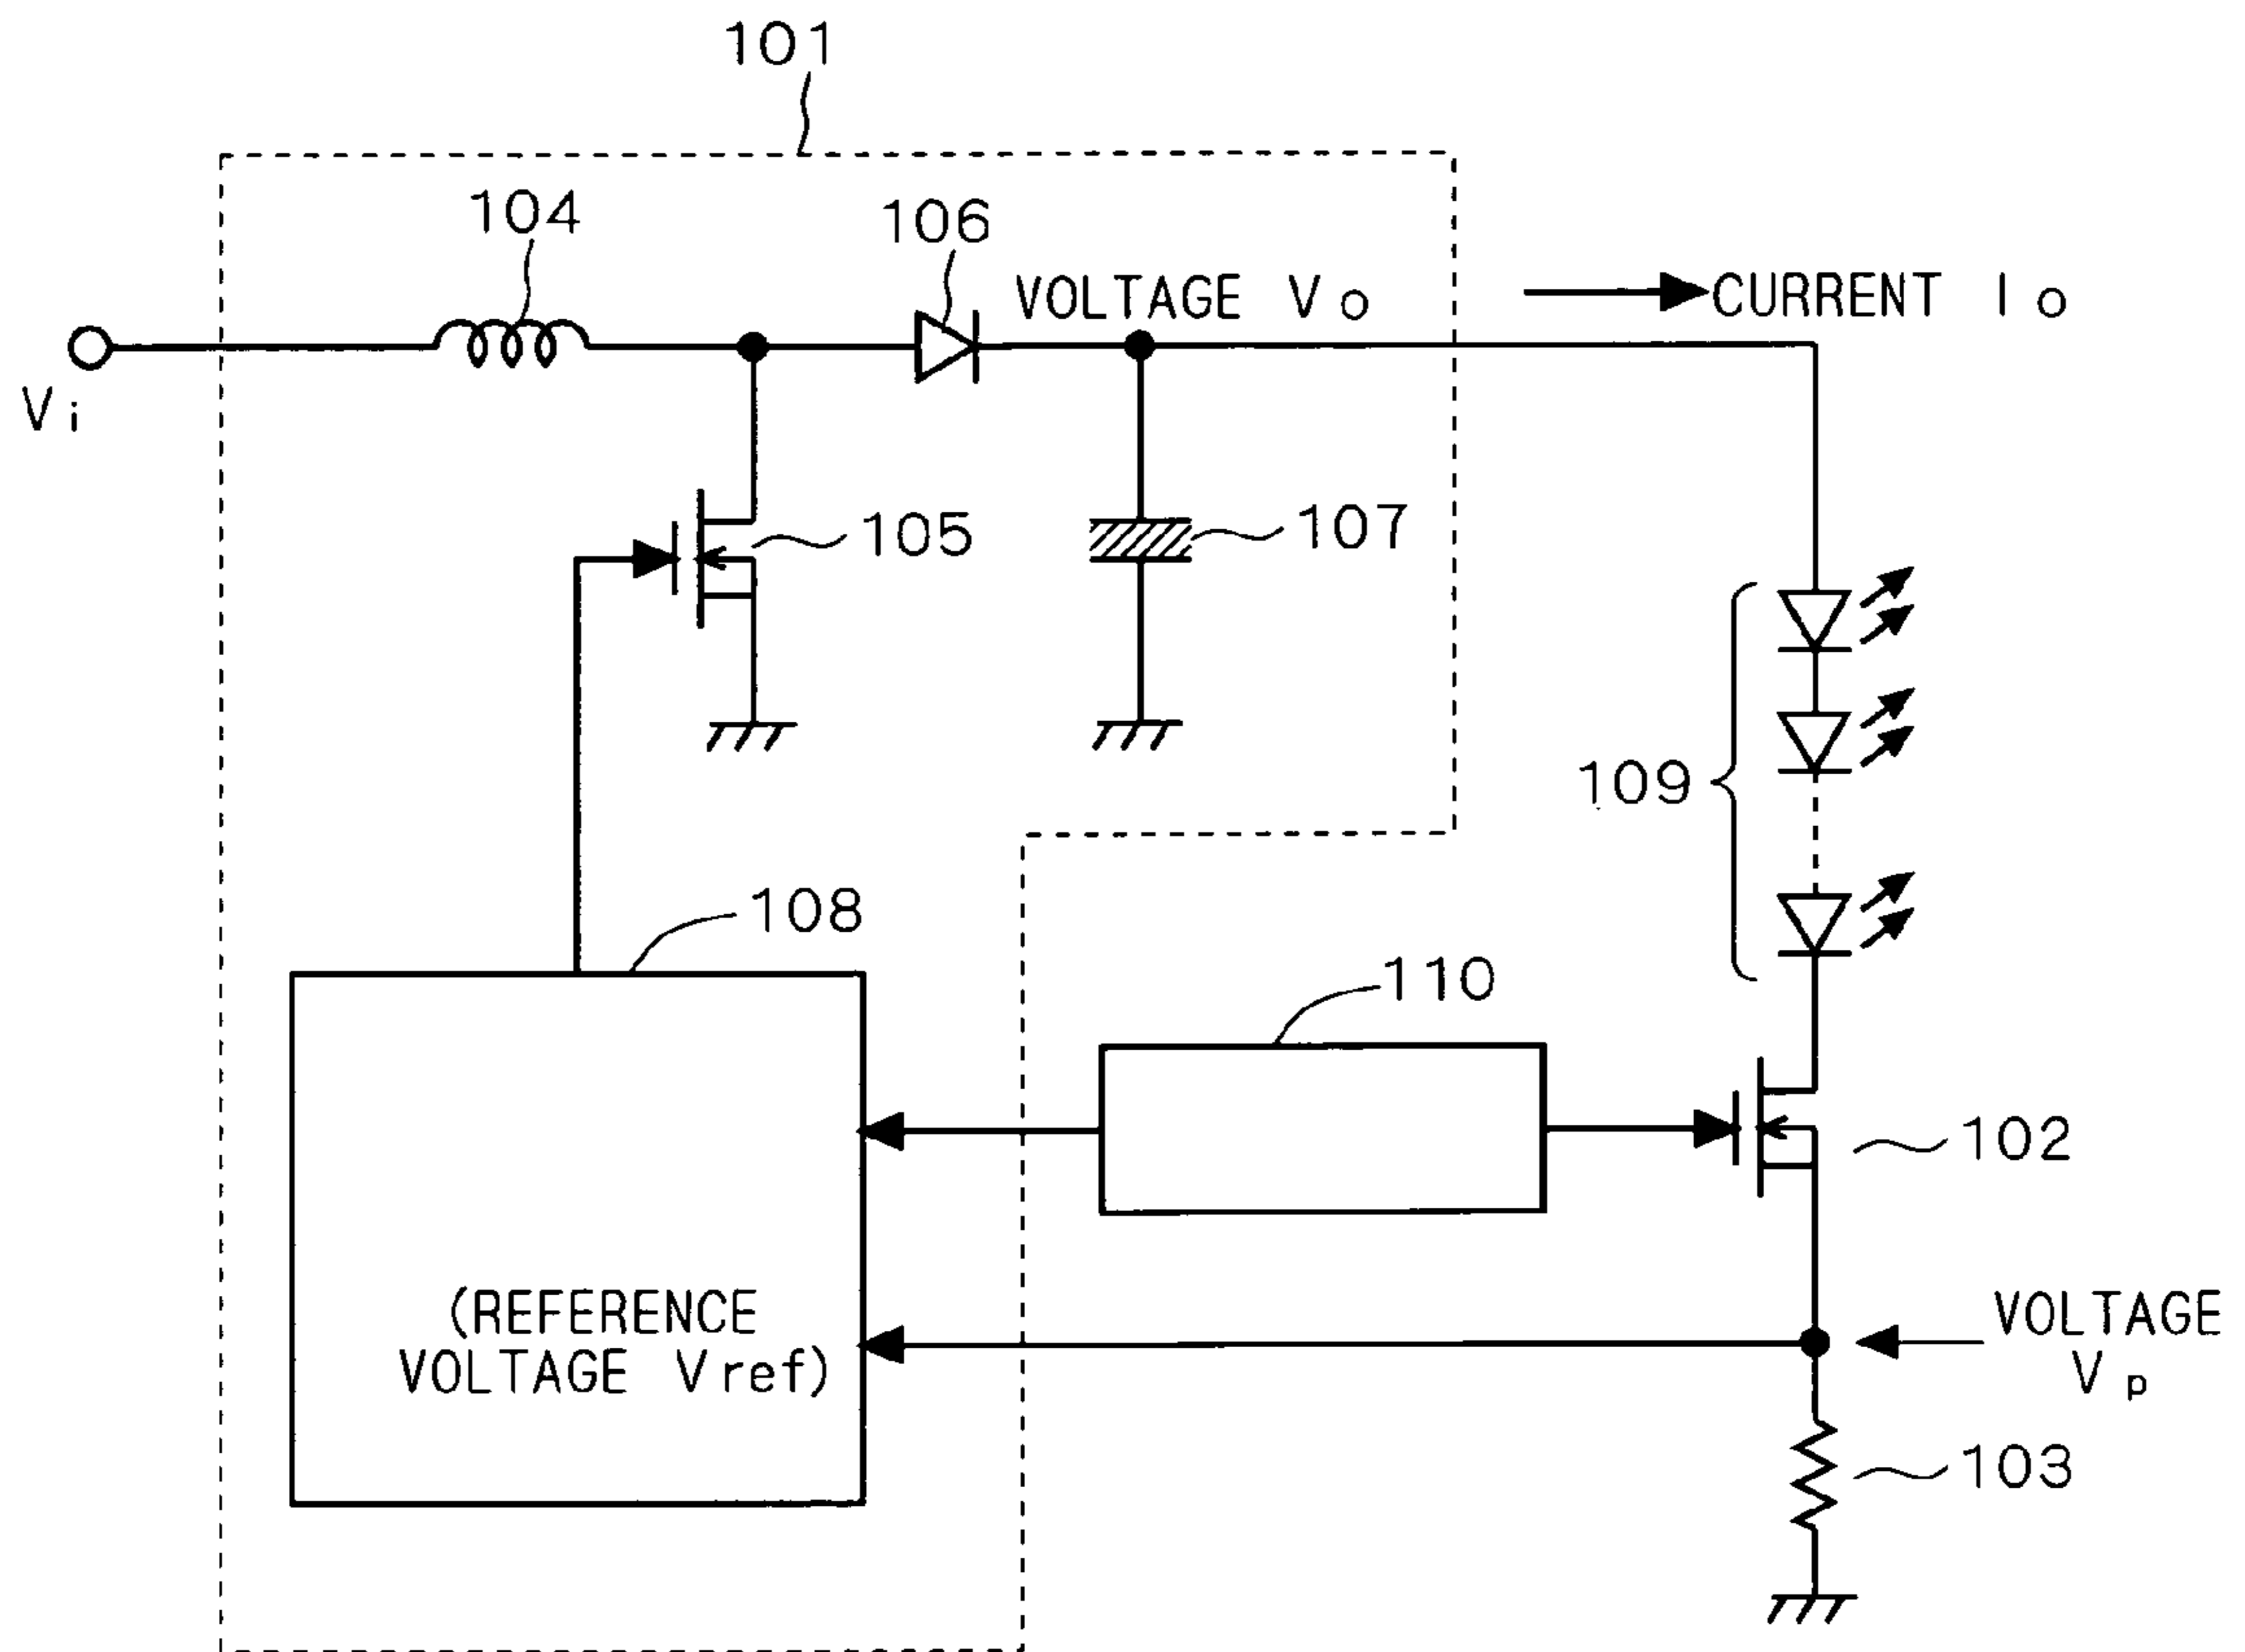 101
104
106
VOLTAGE Vo
CURRENT Io
Vi
105
107
109
108
110
102
(REFERENCE
VOLTAGE Vref)
VOLTAGE
Vp
103